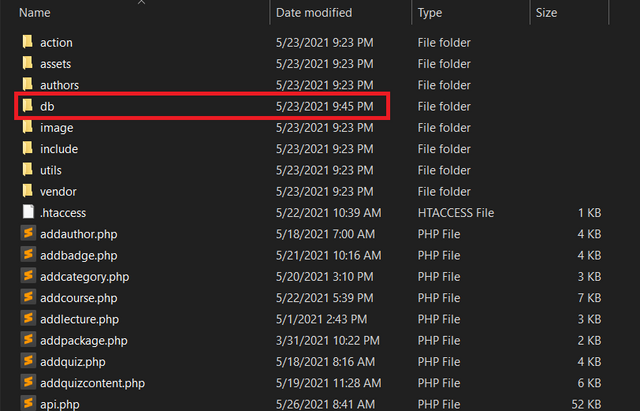 Name Date modified Type Size
action 5/23/2021 9:23 PM File folder
assets 5/23/2021 9:23 PM File folder
authors 5/23/2021 9:23 PM File folder
db 5/23/2021 9:45 PM File folder
image 5/23/2021 9:23 PM File folder
include 5/23/2021 9:23 PM File folder
utils 5/23/2021 9:23 PM File folder
vendor 5/23/2021 9:23 PM File folder
.htaccess 5/22/2021 10:39 AM HTACCESS File 1 KB
addauthor.php 5/18/2021 7:00 AM PHP File 4 KB
addbadge.php 5/21/2021 10:16 AM PHP File 4 KB
addcategory.php 5/20/2021 3:10 PM PHP File 3 KB
addcourse.php 5/22/2021 5:39 PM PHP File 7 KB
addlecture.php 5/1/2021 2:43 PM PHP File 3 KB
addpackage.php 3/31/2021 10:22 PM PHP File 2 KB
addquiz.php 5/18/2021 8:16 AM PHP File 4 KB
addquizcontent.php 5/19/2021 11:28 AM PHP File 6 KB
api.php 5/26/2021 8:41 AM PHP File 52 KB